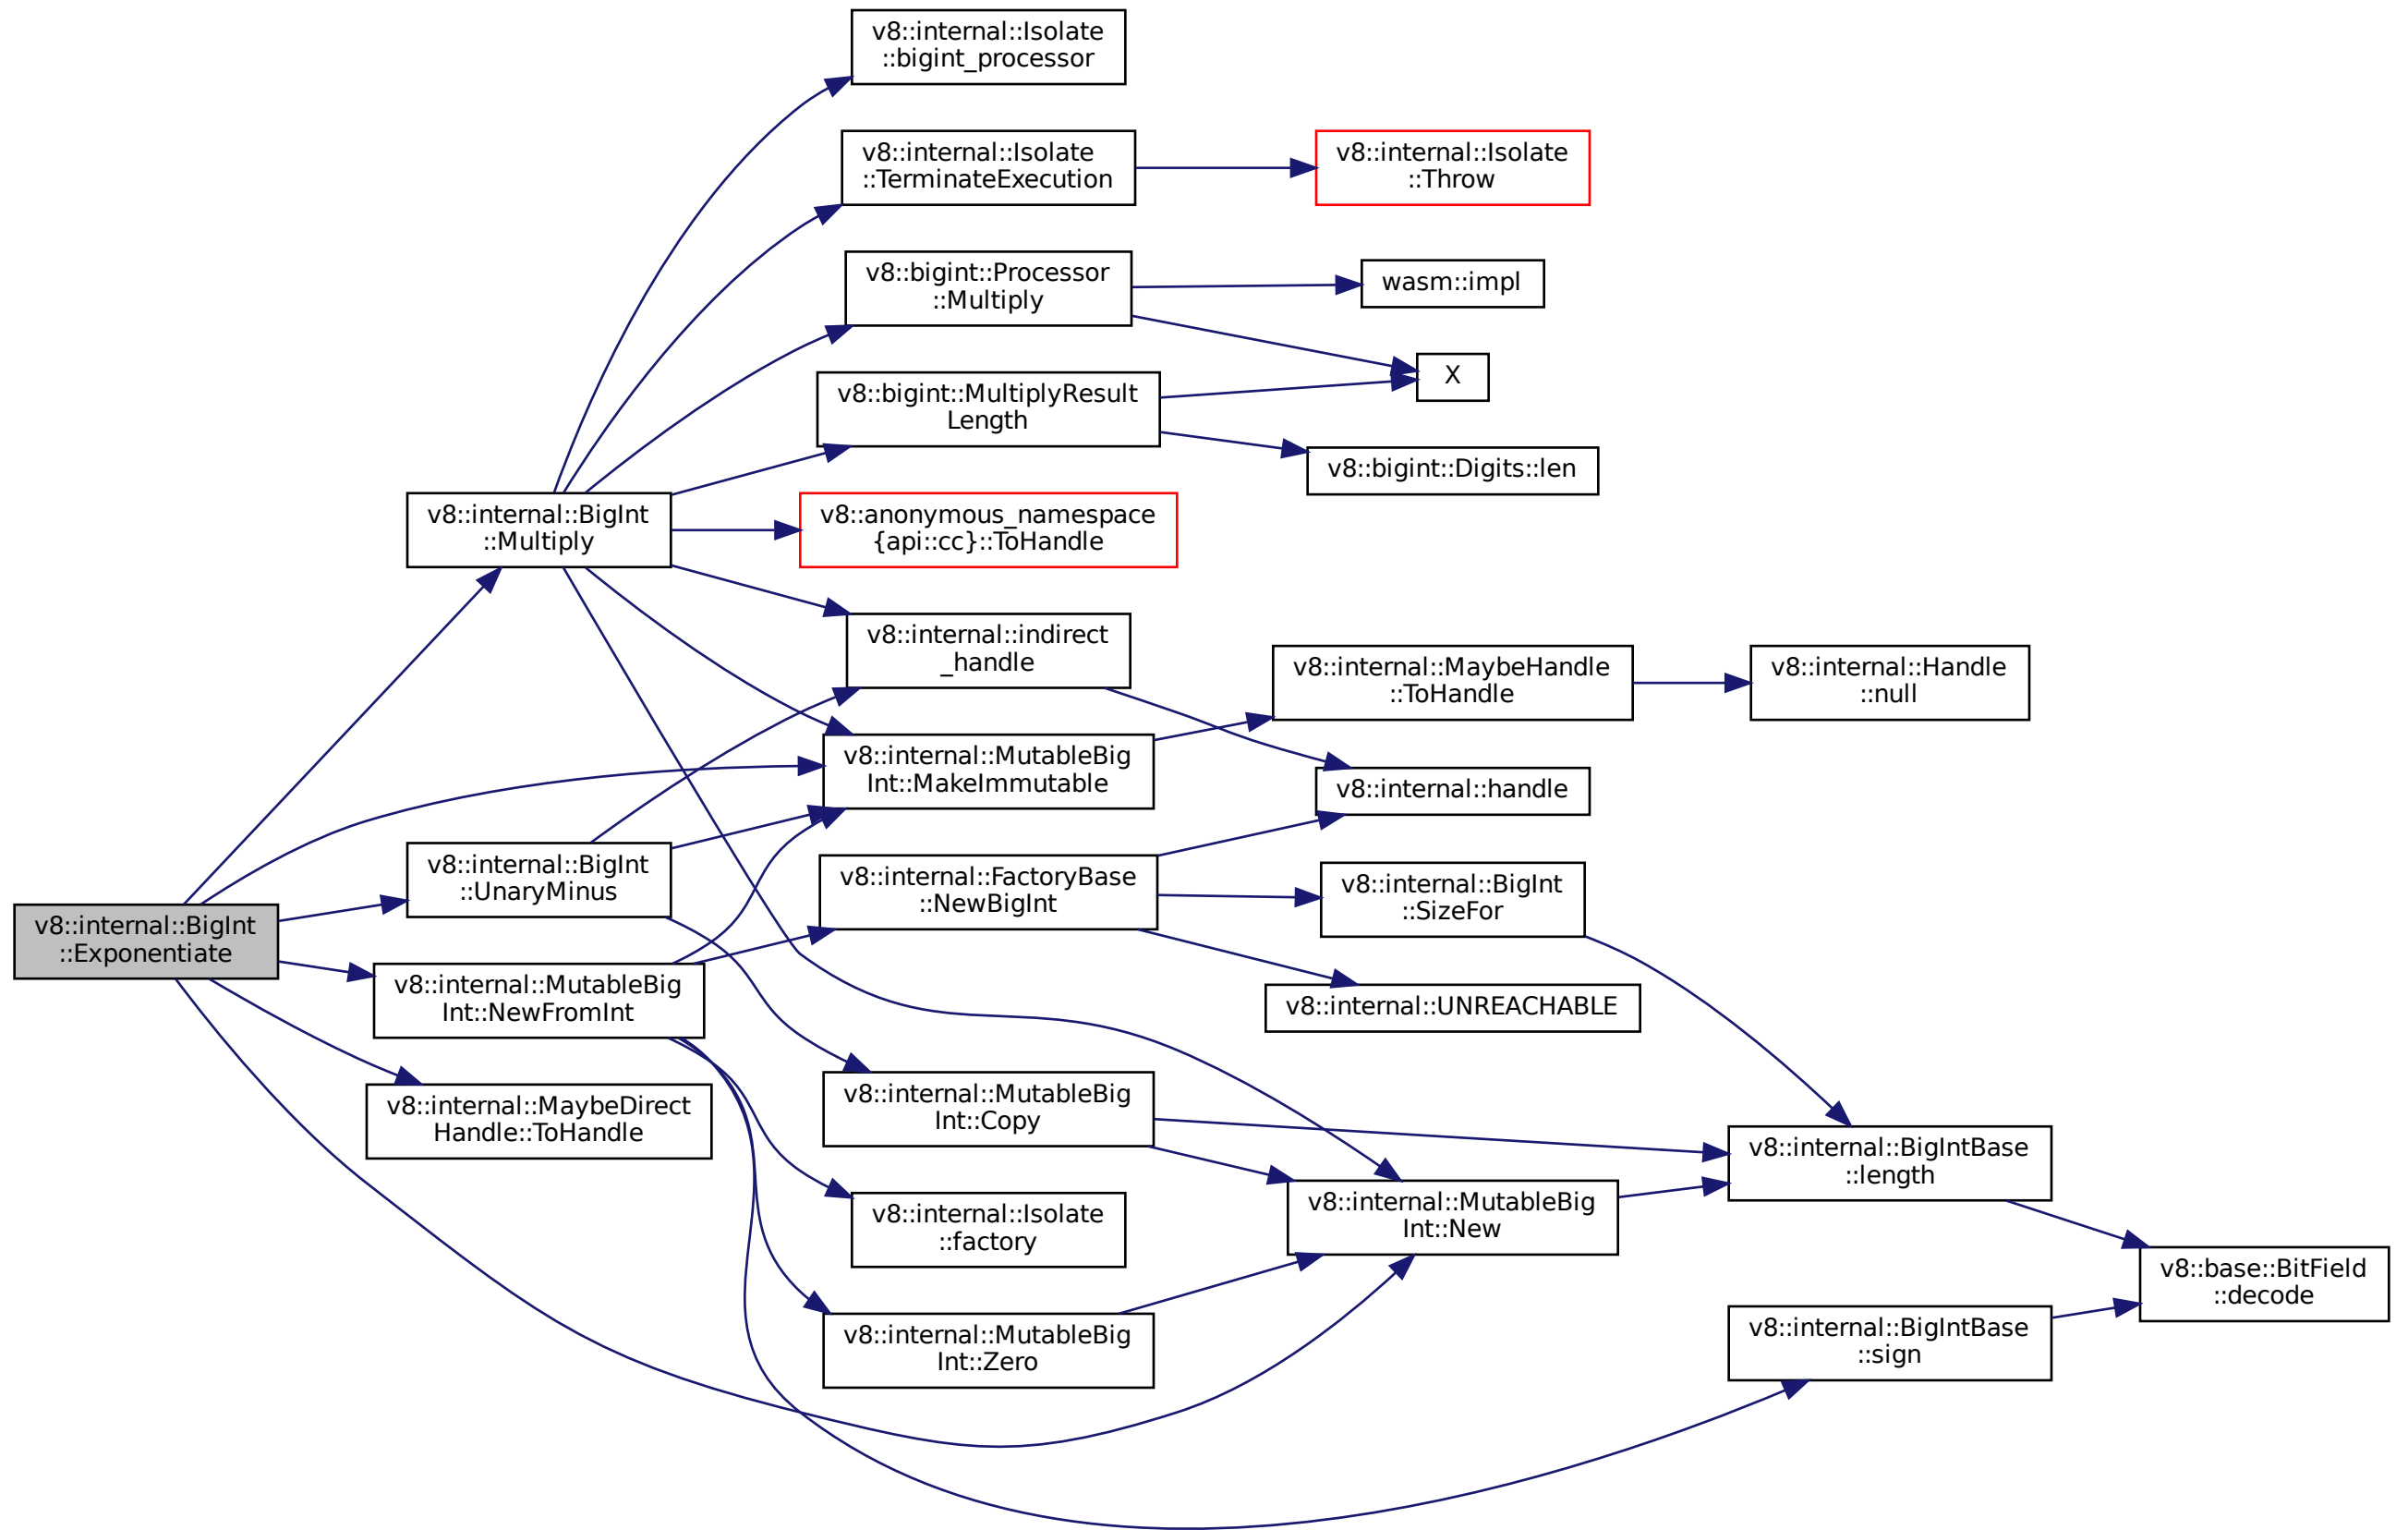 v8::internal::BigInt
::Exponentiate
v8::internal::BigInt
::Multiply
v8::internal::BigInt
::UnaryMinus
v8::internal::MutableBig
Int::NewFromInt
v8::internal::MaybeDirect
Handle::ToHandle
v8::internal::Isolate
::bigint_processor
v8::internal::Isolate
::TerminateExecution
v8::bigint::Processor
::Multiply
v8::bigint::MultiplyResult
Length
v8::anonymous_namespace
{api::cc}::ToHandle
v8::internal::indirect
_handle
v8::internal::MutableBig
Int::MakeImmutable
v8::internal::FactoryBase
::NewBigInt
v8::internal::MutableBig
Int::Copy
v8::internal::Isolate
::factory
v8::internal::MutableBig
Int::Zero
v8::internal::Isolate
::Throw
wasm::impl
X
v8::bigint::Digits::len
v8::internal::MaybeHandle
::ToHandle
v8::internal::handle
v8::internal::BigInt
::SizeFor
v8::internal::UNREACHABLE
v8::internal::MutableBig
Int::New
v8::internal::Handle
::null
v8::internal::BigIntBase
::length
v8::internal::BigIntBase
::sign
v8::base::BitField
::decode